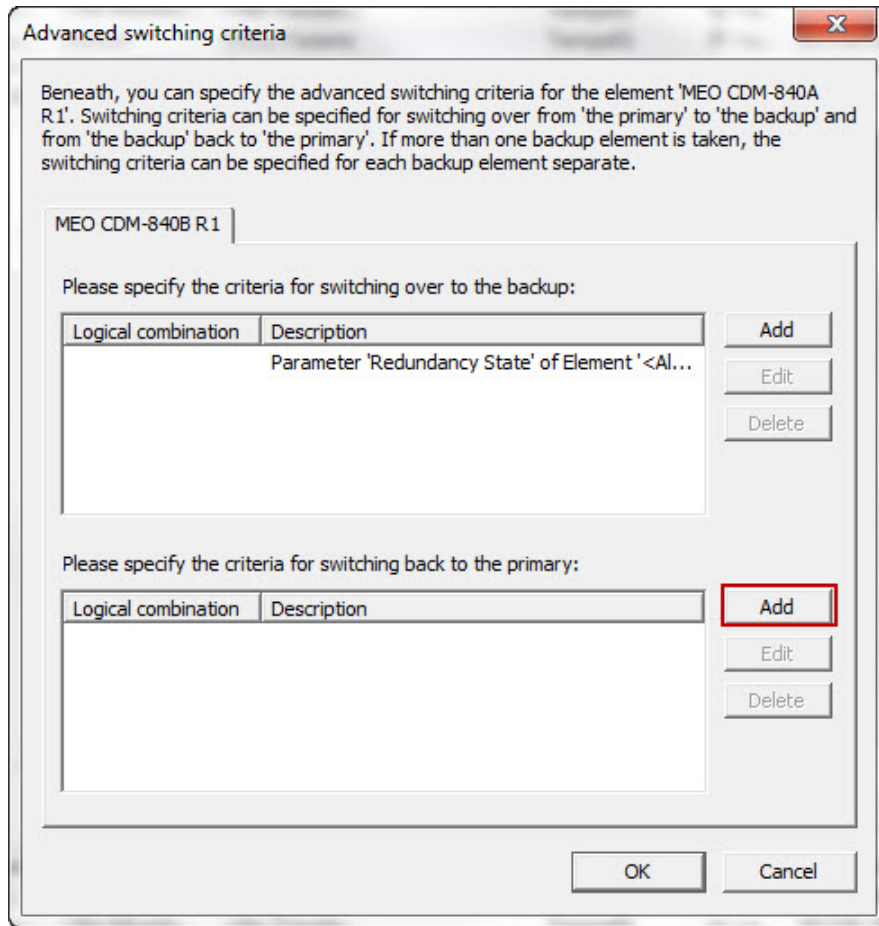 Advanced switching criteria
Beneath, you can specify the advanced switching criteria for the element 'MEO CDM-840A
R1'. Switching criteria can be specified for switching over from 'the primary' to 'the backup' and
from 'the backup' back to 'the primary'. If more than one backup element is taken, the
switching criteria can be specified for each backup element separate.
MEO CDM-840B R1
Please specify the criteria for switching over to the backup:
Logical combination Description Add
Parameter 'Redundancy State' of Element '<Al...
Edit
Delete
Please specify the criteria for switching back to the primary:
Logical combination Description Add
Edit
Delete
OK Cancel